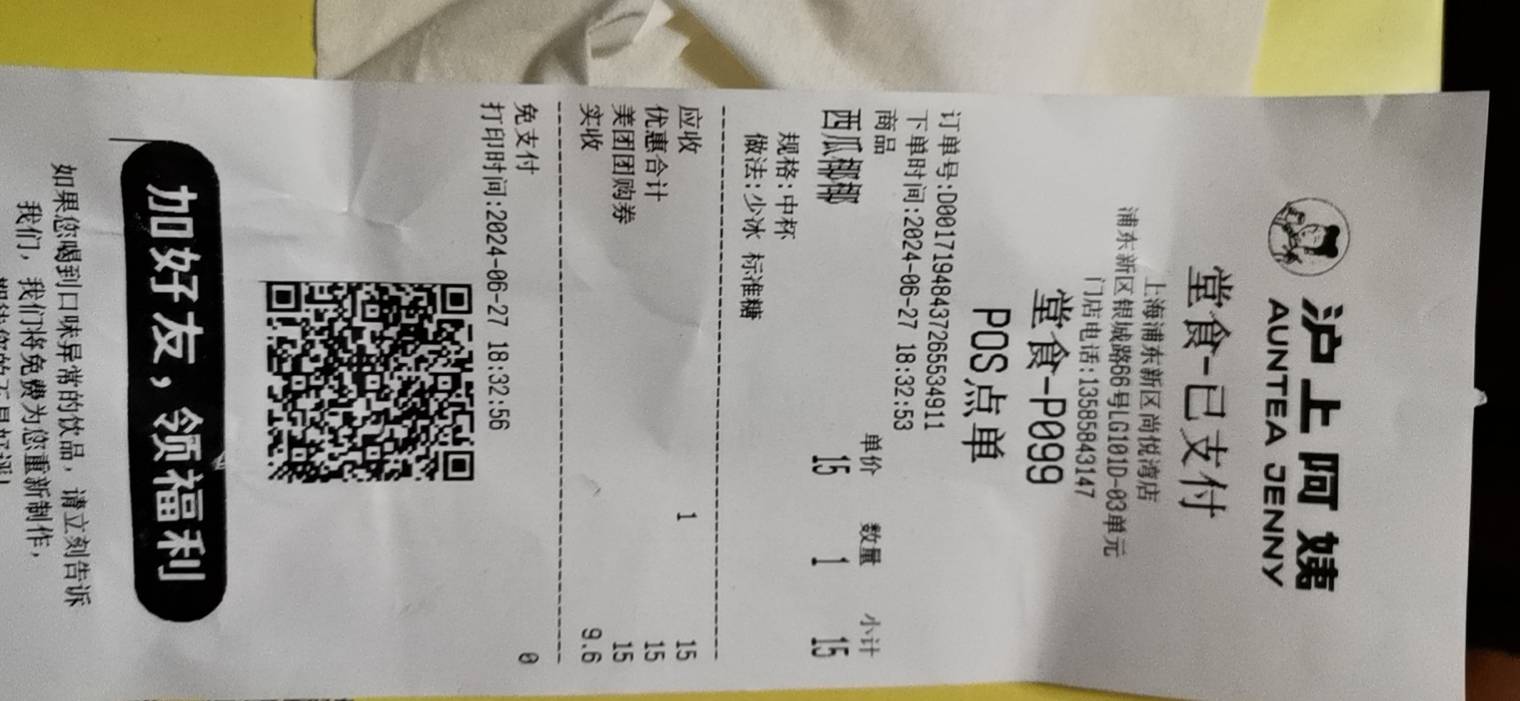 沪上阿姨
AUNTEA JENNY
堂食-已支付
上海浦东新区尚悦湾店
浦东新区银城路66号LG101D-03单元
门店电话:13585843147
堂食-P099
POS点单
订单号:D00171948437265534911
下单时间:2024-06-27 18:32:53
商品 单价 数量 小计
西瓜椰椰 15 1 15
规格:中杯
做法:少冰 标准糖
应收 1 15
优惠合计 15
美团团购券 15
实收 9.6
免支付 0
打印时间:2024-06-27 18:32:56
加好友,领福利
如果您喝到口味异常的饮品,请立刻告诉
我们,我们将免费为您重新制作,